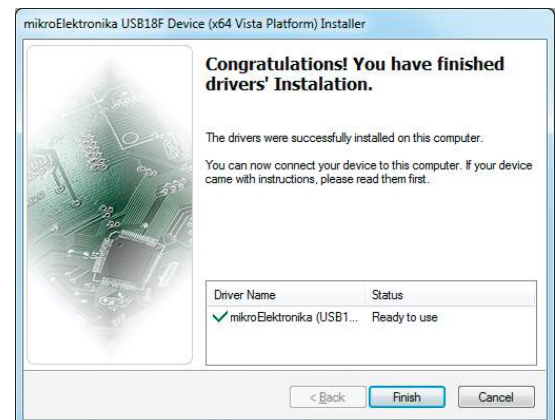 mikroElektronika USB18F Device (x64 Vista Platform) Installer
Congratulations! You have finished
drivers' Instalation.
The drivers were successfully installed on this computer.
You can now connect your device to this computer. If your device
came with instructions, please read them first.
Driver Name Status
mikroElektronika (USB1... Ready to use
< Back Finish Cancel